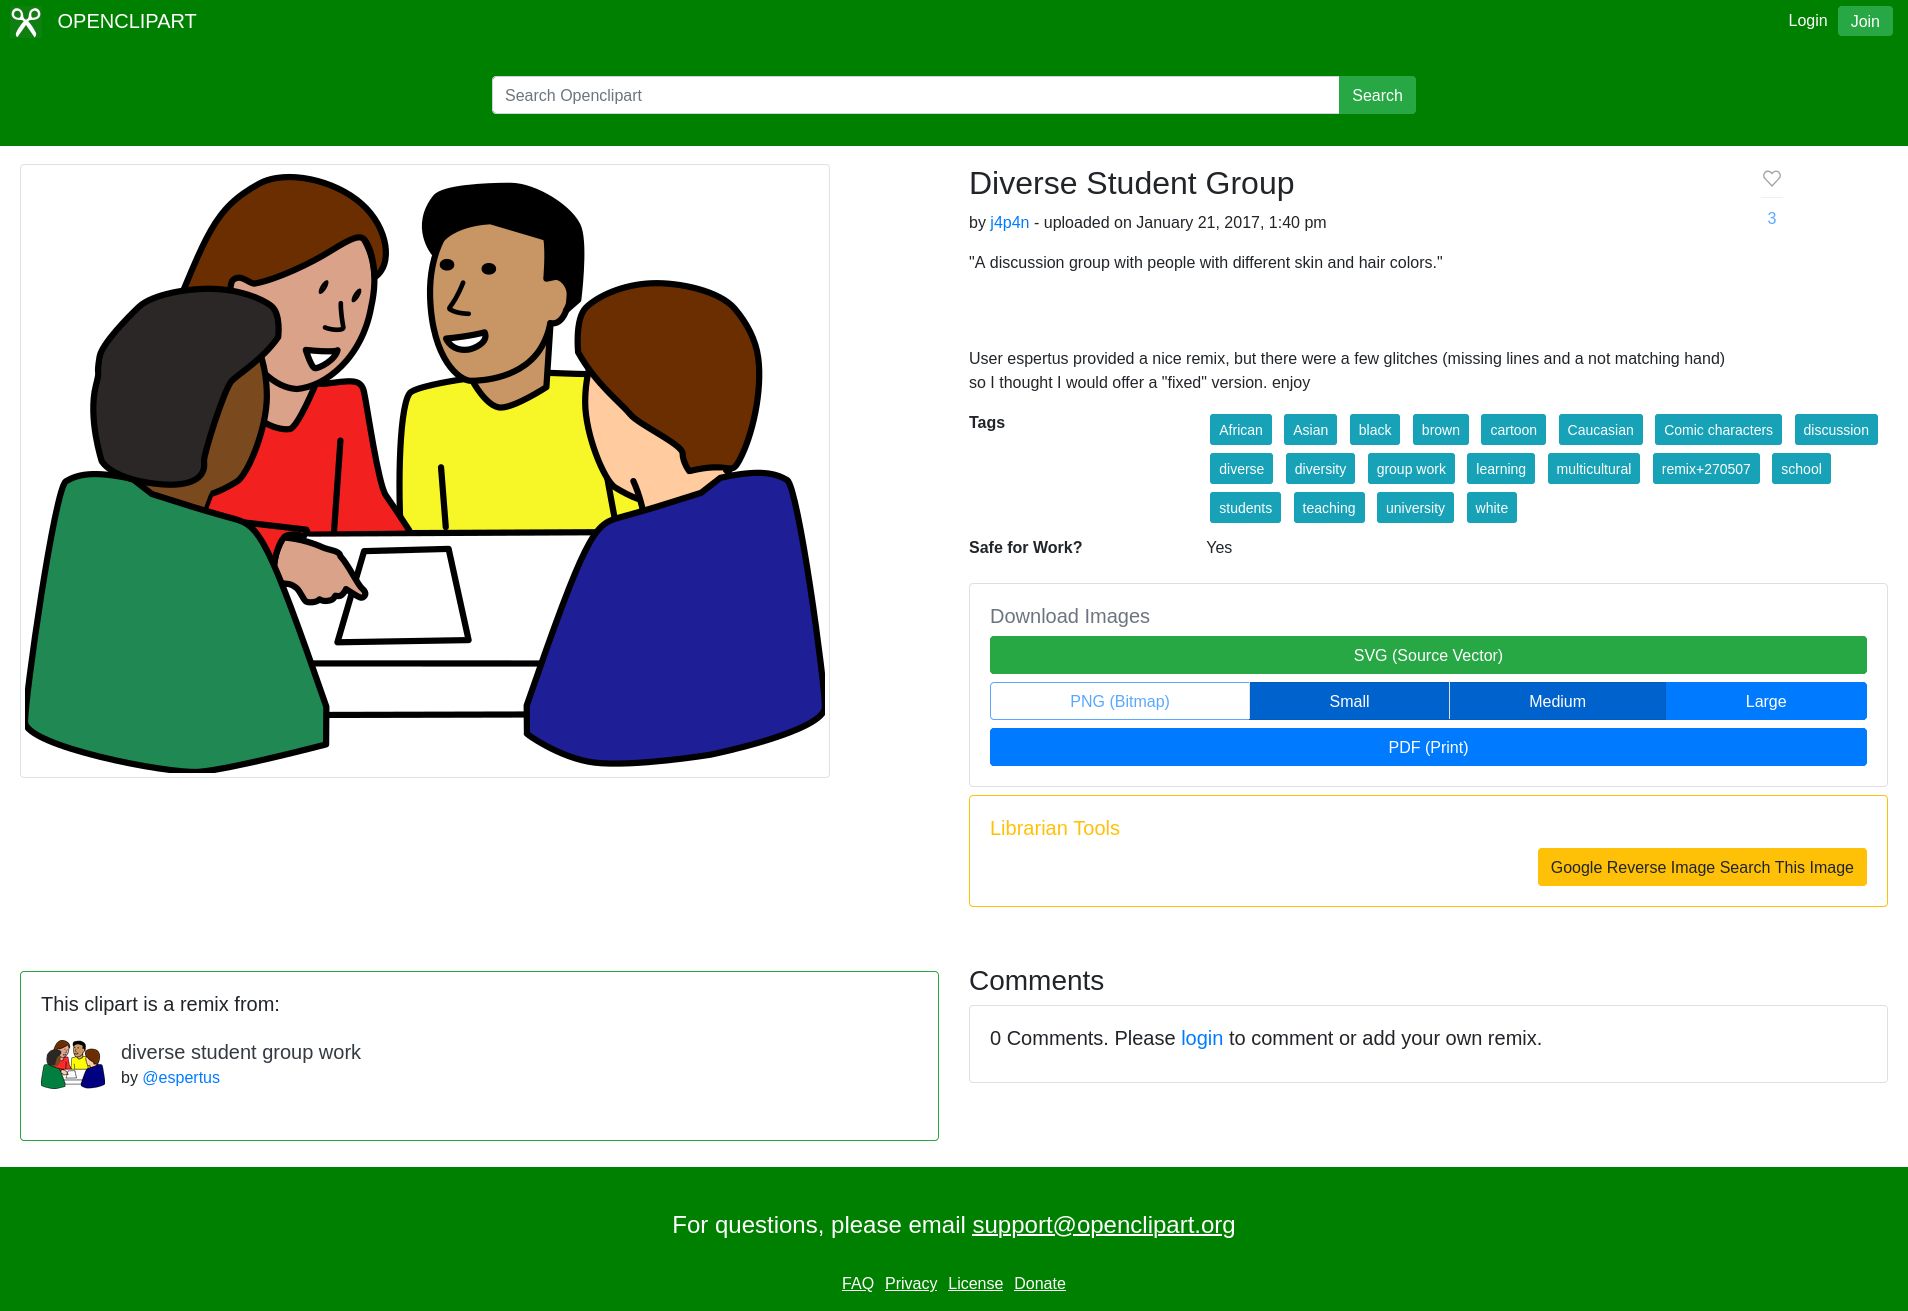 OPENCLIPART
Login
Join
Search Openclipart
Search
Diverse Student Group
3
by j4p4n - uploaded on January 21, 2017, 1:40 pm
"A discussion group with people with different skin and hair colors."
User espertus provided a nice remix, but there were a few glitches (missing lines and a not matching hand)
so I thought I would offer a "fixed" version. enjoy
Tags
African Asian black brown cartoon Caucasian Comic characters discussion
diverse diversity group work learning multicultural remix+270507 school
students teaching university white
Safe for Work? Yes
Download Images
SVG (Source Vector)
PNG (Bitmap) Small Medium Large
PDF (Print)
Librarian Tools
Google Reverse Image Search This Image
This clipart is a remix from:
diverse student group work
by @espertus
Comments
0 Comments. Please login to comment or add your own remix.
For questions, please email support@openclipart.org
FAQ Privacy License Donate